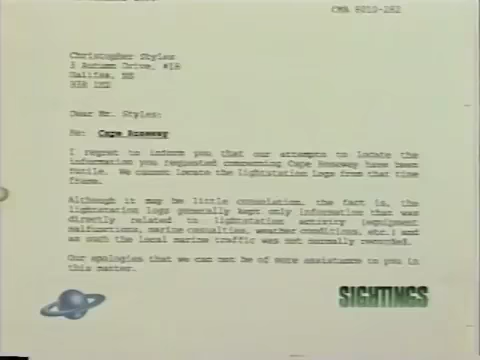 CMA 8010-262
Christopher Styles
3 Autumn Drive, #18
Halifax, NS
Dear Mr. Styles:
Re: Cape Roseway
I regret to inform you that our attempts to locate the
information you requested concerning Cape Roseway have been
futile. We cannot locate the lightstation logs from that time
frame.
Although it may be little consolation, the fact is, the
lightstation logs generally kept only information that was
directly related to lightstation activity (equipment
malfunctions, marine casualties, weather conditions, etc.) and
as such the local marine traffic was not normally recorded.
Our apologies that we can not be of more assistance to you in
this matter.
SIGHTINGS